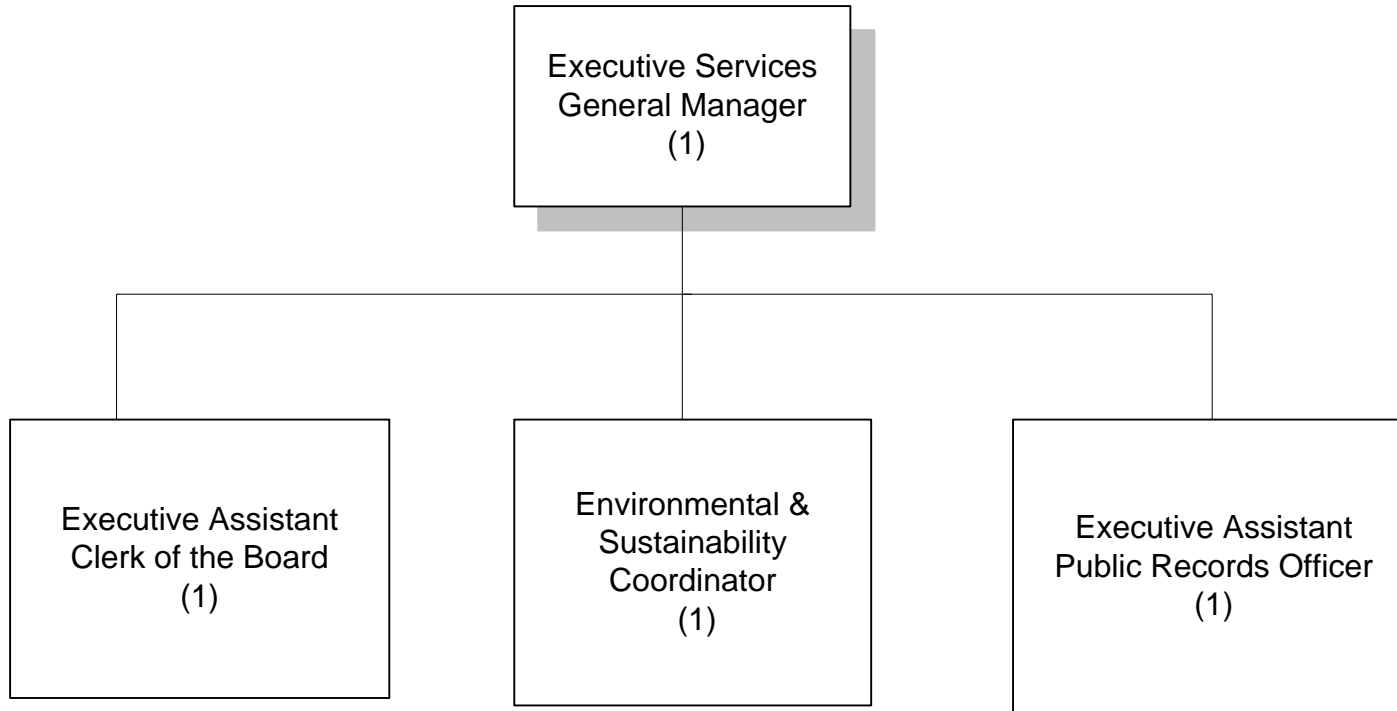 Executive Services
General Manager
(1)
Executive Assistant
Clerk of the Board
(1)
Environmental &
Sustainability
Coordinator
(1)
Executive Assistant
Public Records Officer
(1)